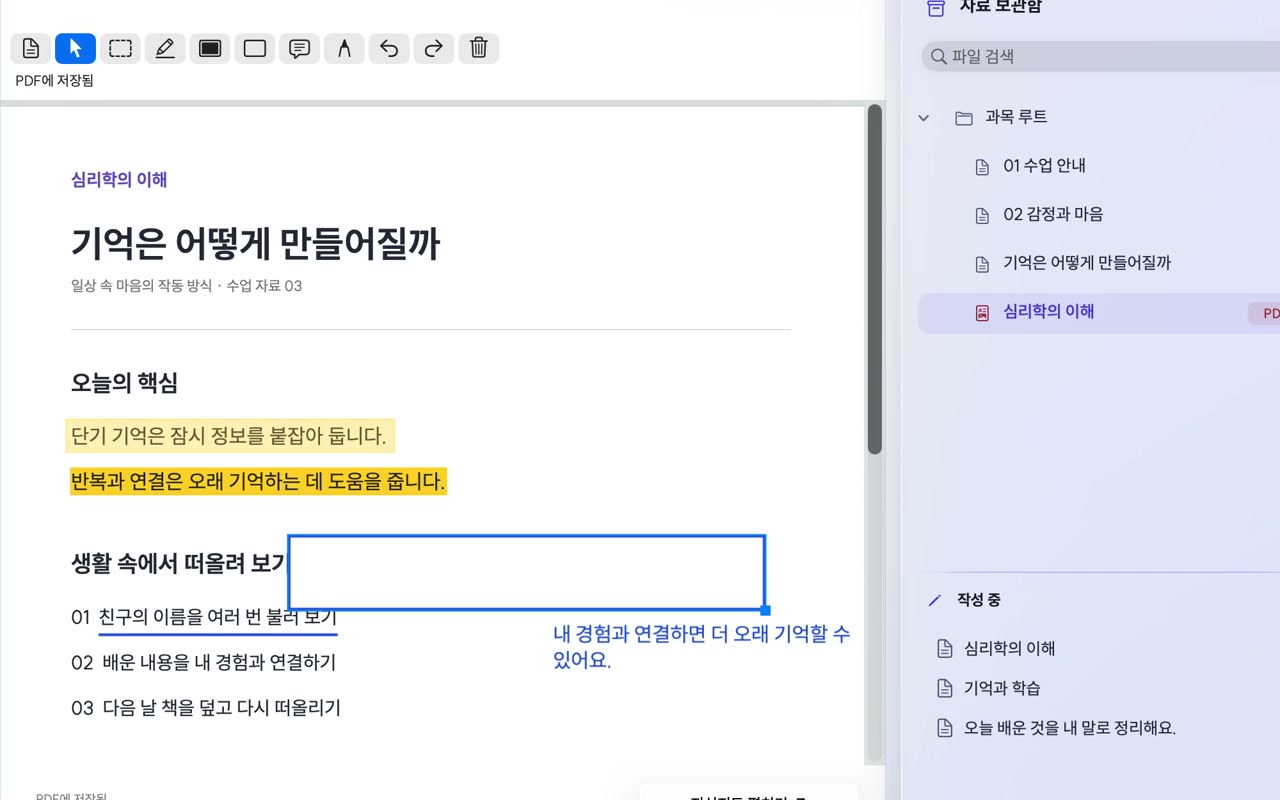 PDF에 저장됨
심리학의 이해
기억은 어떻게 만들어질까
일상 속 마음의 작동 방식 · 수업 자료 03
오늘의 핵심
단기 기억은 잠시 정보를 붙잡아 둡니다.
반복과 연결은 오래 기억하는 데 도움을 줍니다.
생활 속에서 떠올려 보기
01 친구의 이름을 여러 번 불러 보기
내 경험과 연결하면 더 오래 기억할 수
있어요.
02 배운 내용을 내 경험과 연결하기
03 다음 날 책을 덮고 다시 떠올리기
PDF에 저장됨
자료 보관함
파일 검색
과목 루트
01 수업 안내
02 감정과 마음
기억은 어떻게 만들어질까
심리학의 이해
PD
작성 중
심리학의 이해
기억과 학습
오늘 배운 것을 내 말로 정리해요.